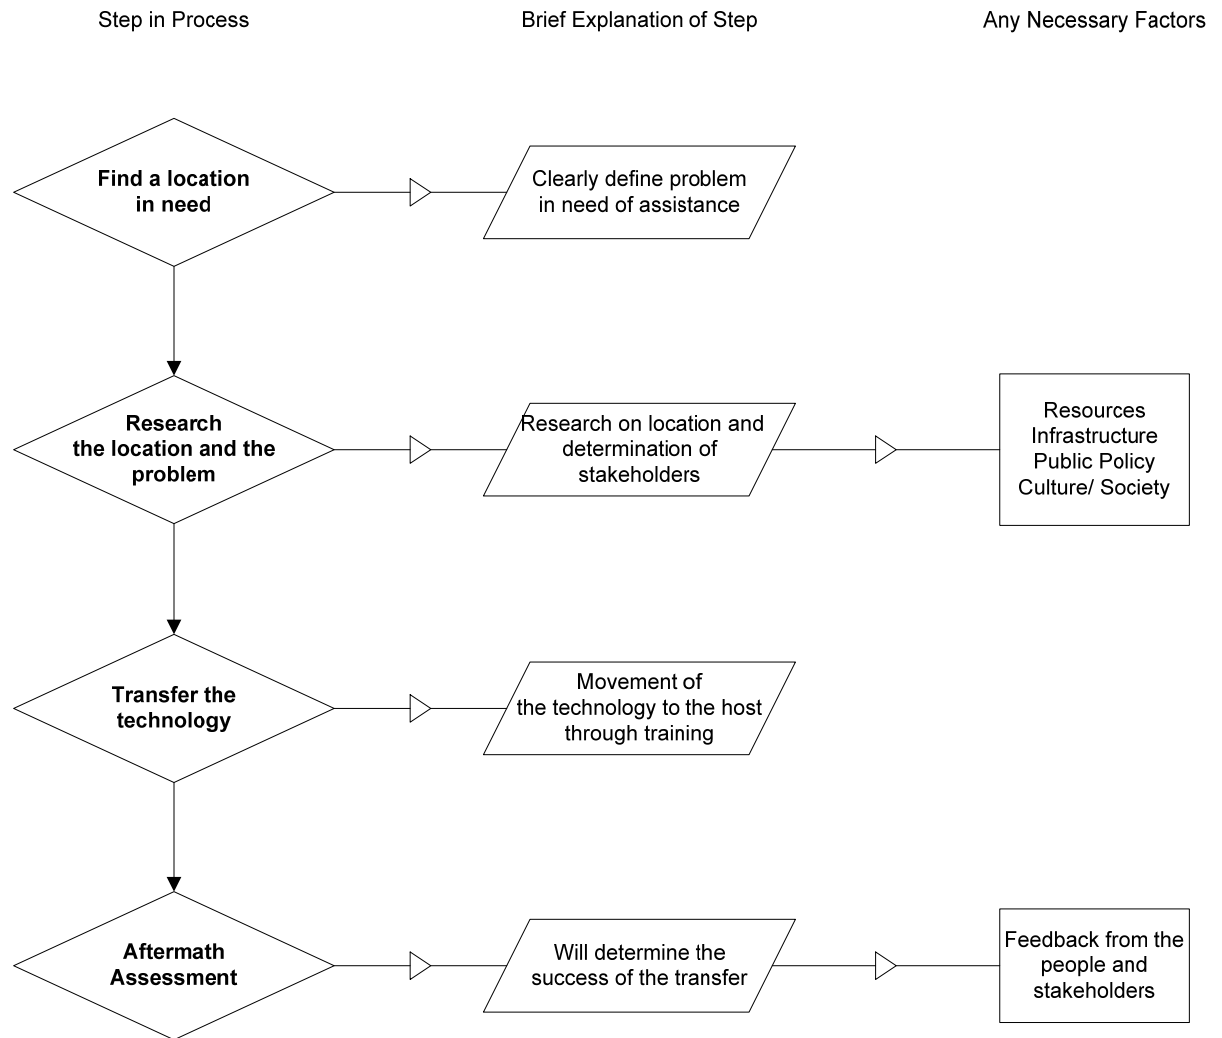 Step in Process
Brief Explanation of Step
Any Necessary Factors
Find a location
in need
Clearly define problem
in need of assistance
Research
the location and the
problem
Research on location and
determination of
stakeholders
Resources
Infrastructure
Public Policy
Culture/ Society
Transfer the
technology
Movement of
the technology to the host
through training
Aftermath
Assessment
Will determine the
success of the transfer
Feedback from the
people and
stakeholders